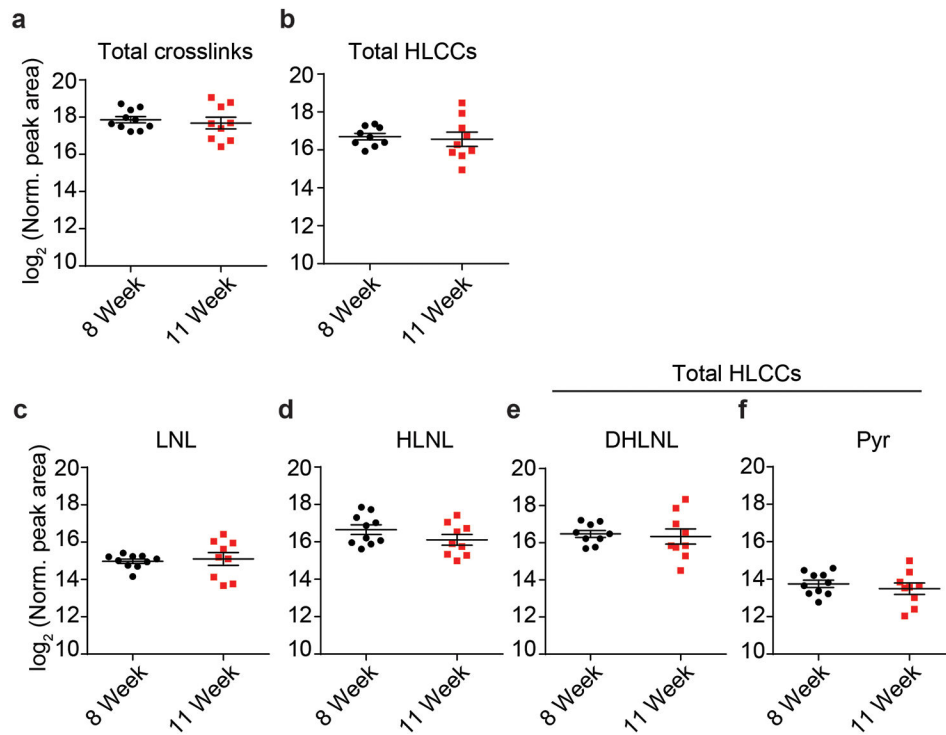 a
Total crosslinks
log₂ (Norm. peak area)
20
18
16
14
12
10
8 Week
11 Week
b
Total HLCCs
20
18
16
14
12
10
8 Week
11 Week
Total HLCCs
c
LNL
log₂ (Norm. peak area)
20
18
16
14
12
10
8 Week
11 Week
d
HLNL
20
18
16
14
12
10
8 Week
11 Week
e
DHLNL
20
18
16
14
12
10
8 Week
11 Week
f
Pyr
20
18
16
14
12
10
8 Week
11 Week